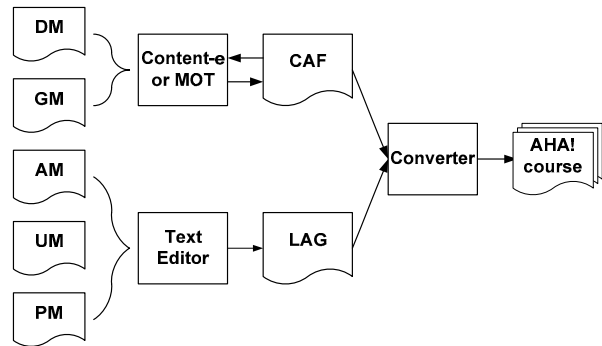 DM
GM
Content-e
or MOT
CAF
AM
UM
PM
Text
Editor
LAG
Converter
AHA!
course